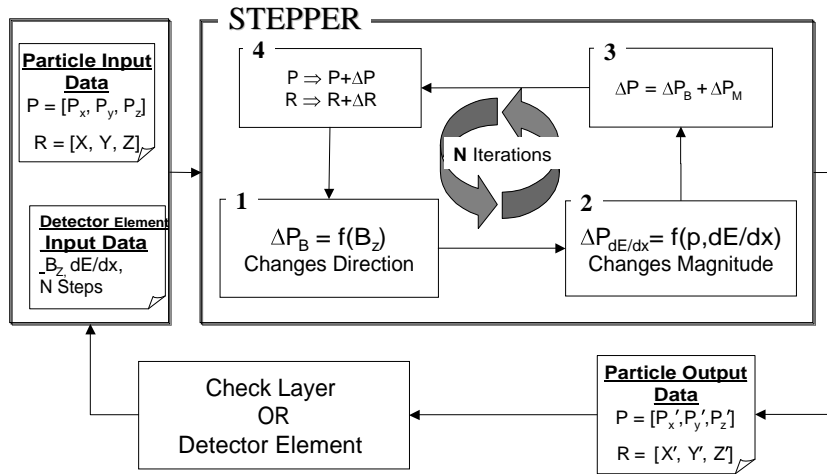 Particle Input
Data
P = [Px, Py, Pz]
R = [X, Y, Z]
Detector Element
Input Data
BZ, dE/dx,
N Steps
STEPPER
4
P ⇒ P+ΔP
R ⇒ R+ΔR
3
ΔP = ΔPB + ΔPM
N Iterations
1
ΔPB = f(Bz)
Changes Direction
2
ΔPdE/dx= f(p,dE/dx)
Changes Magnitude
Check Layer
OR
Detector Element
Particle Output
Data
P = [Px′,Py′,Pz′]
R = [X′, Y′, Z′]